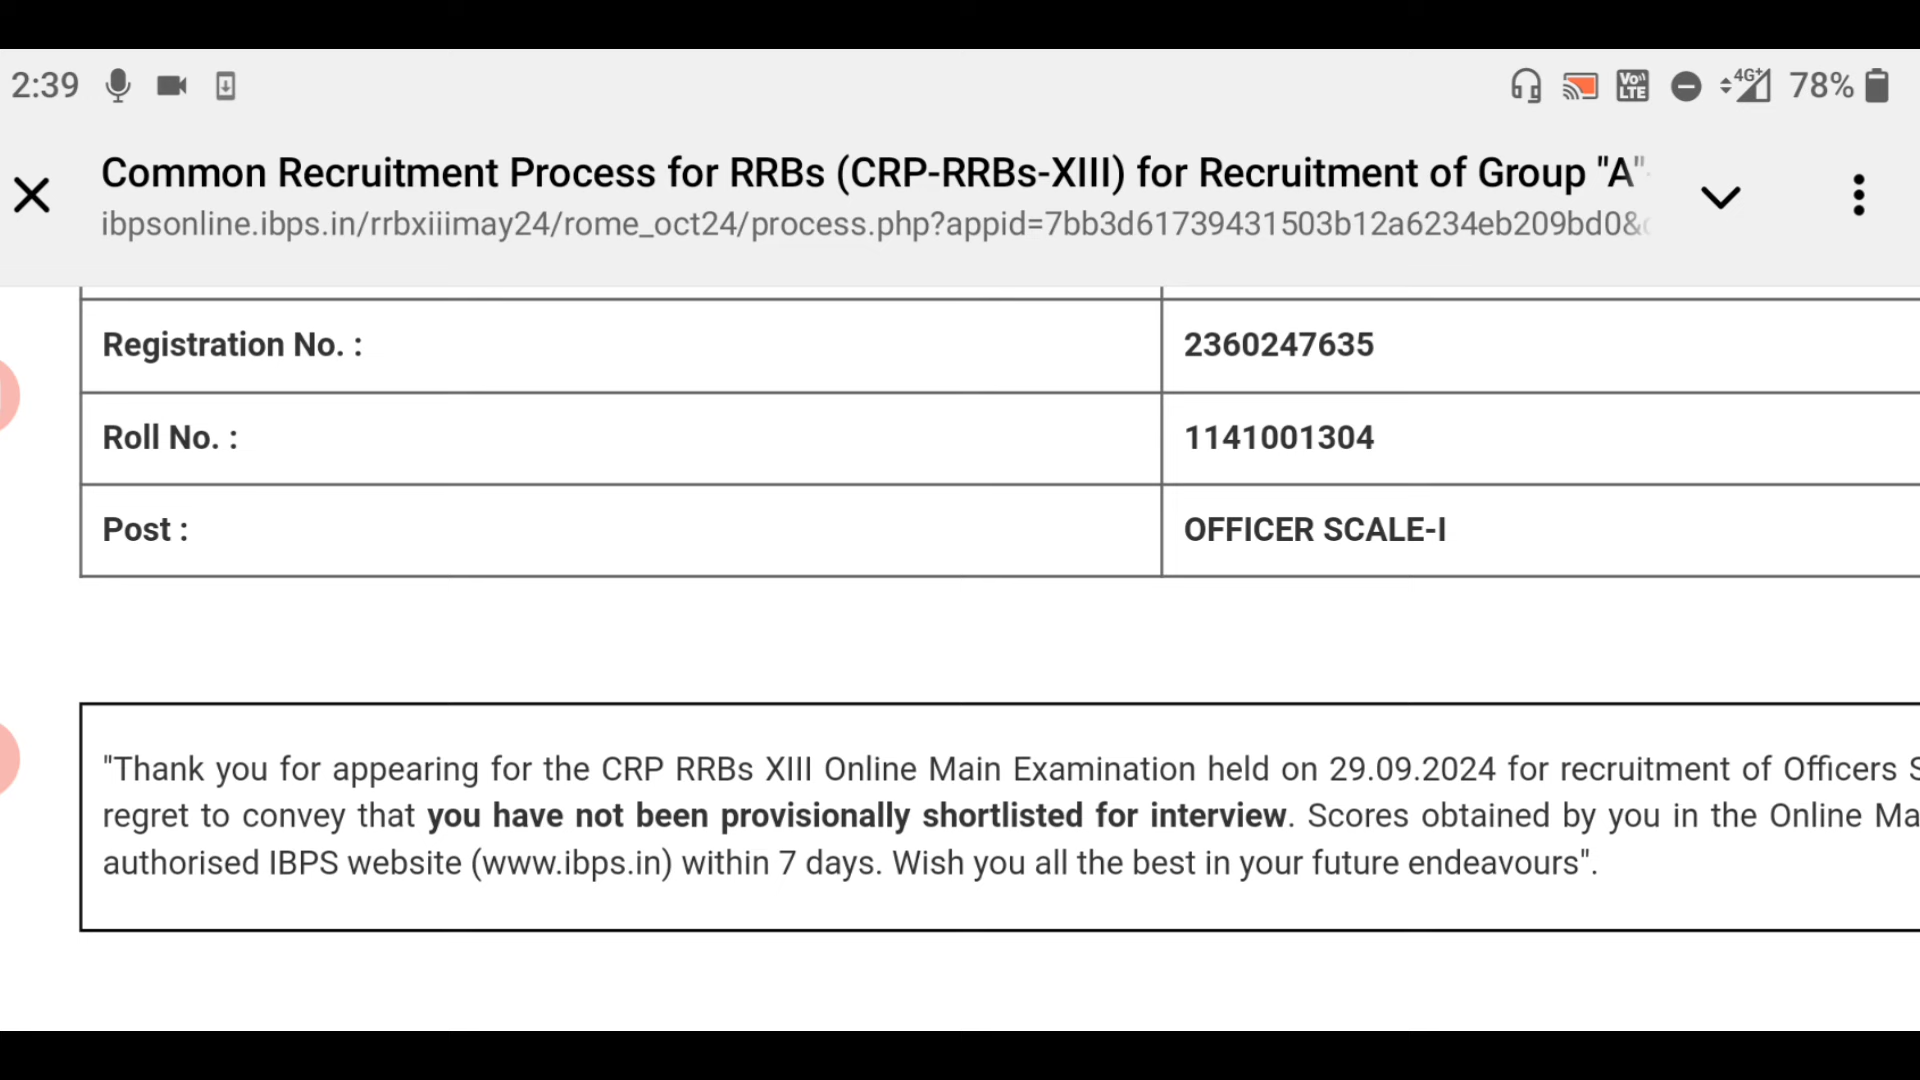 2:39 Vo LTE 4G+ 78%
Common Recruitment Process for RRBs (CRP-RRBs-XIII) for Recruitment of Group "A"
ibpsonline.ibps.in/rrbxiiimay24/rome_oct24/process.php?appid=7bb3d61739431503b12a6234eb209bd0&
Registration No. : 2360247635
Roll No. : 1141001304
Post : OFFICER SCALE-I
"Thank you for appearing for the CRP RRBs XIII Online Main Examination held on 29.09.2024 for recruitment of Officers S
regret to convey that you have not been provisionally shortlisted for interview. Scores obtained by you in the Online Ma
authorised IBPS website (www.ibps.in) within 7 days. Wish you all the best in your future endeavours".